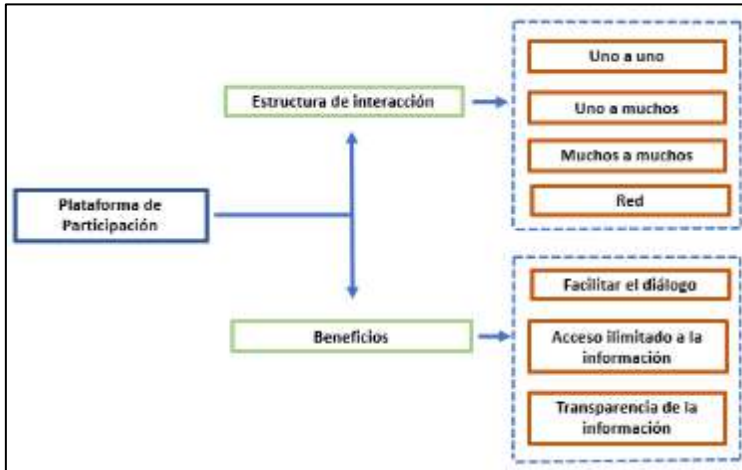 Plataforma de
Participación
Estructura de interacción
Uno a uno
Uno a muchos
Muchos a muchos
Red
Beneficios
Facilitar el diálogo
Acceso ilimitado a la
información
Transparencia de la
información